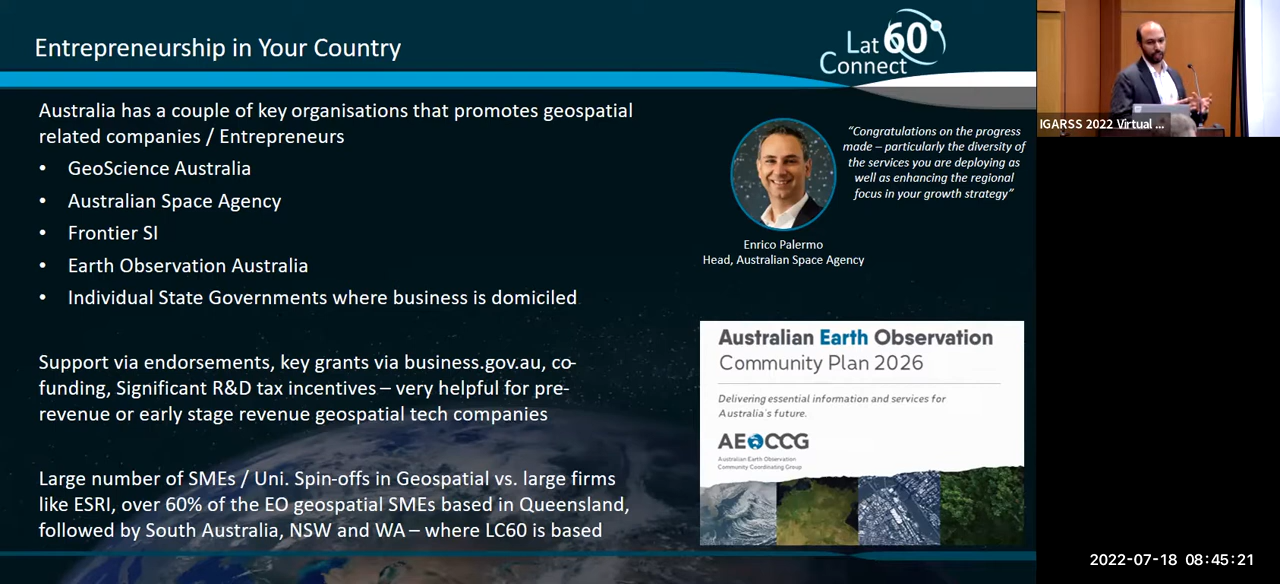 Entrepreneurship in Your Country
Lat 60
Connect
Australia has a couple of key organisations that promotes geospatial
related companies / Entrepreneurs
• GeoScience Australia
• Australian Space Agency
• Frontier SI
• Earth Observation Australia
• Individual State Governments where business is domiciled
Support via endorsements, key grants via business.gov.au, co-
funding, Significant R&D tax incentives – very helpful for pre-
revenue or early stage revenue geospatial tech companies
Large number of SMEs / Uni. Spin-offs in Geospatial vs. large firms
like ESRI, over 60% of the EO geospatial SMEs based in Queensland,
followed by South Australia, NSW and WA – where LC60 is based
“Congratulations on the progress
made – particularly the diversity of
the services you are deploying as
well as enhancing the regional
focus in your growth strategy”
Enrico Palermo
Head, Australian Space Agency
Australian Earth Observation
Community Plan 2026
Delivering essential information and services for
Australia's future.
AEOCCG
Australian Earth Observation
Community Coordinating Group
IGARSS 2022 Virtual ...
2022-07-18 08:45:21